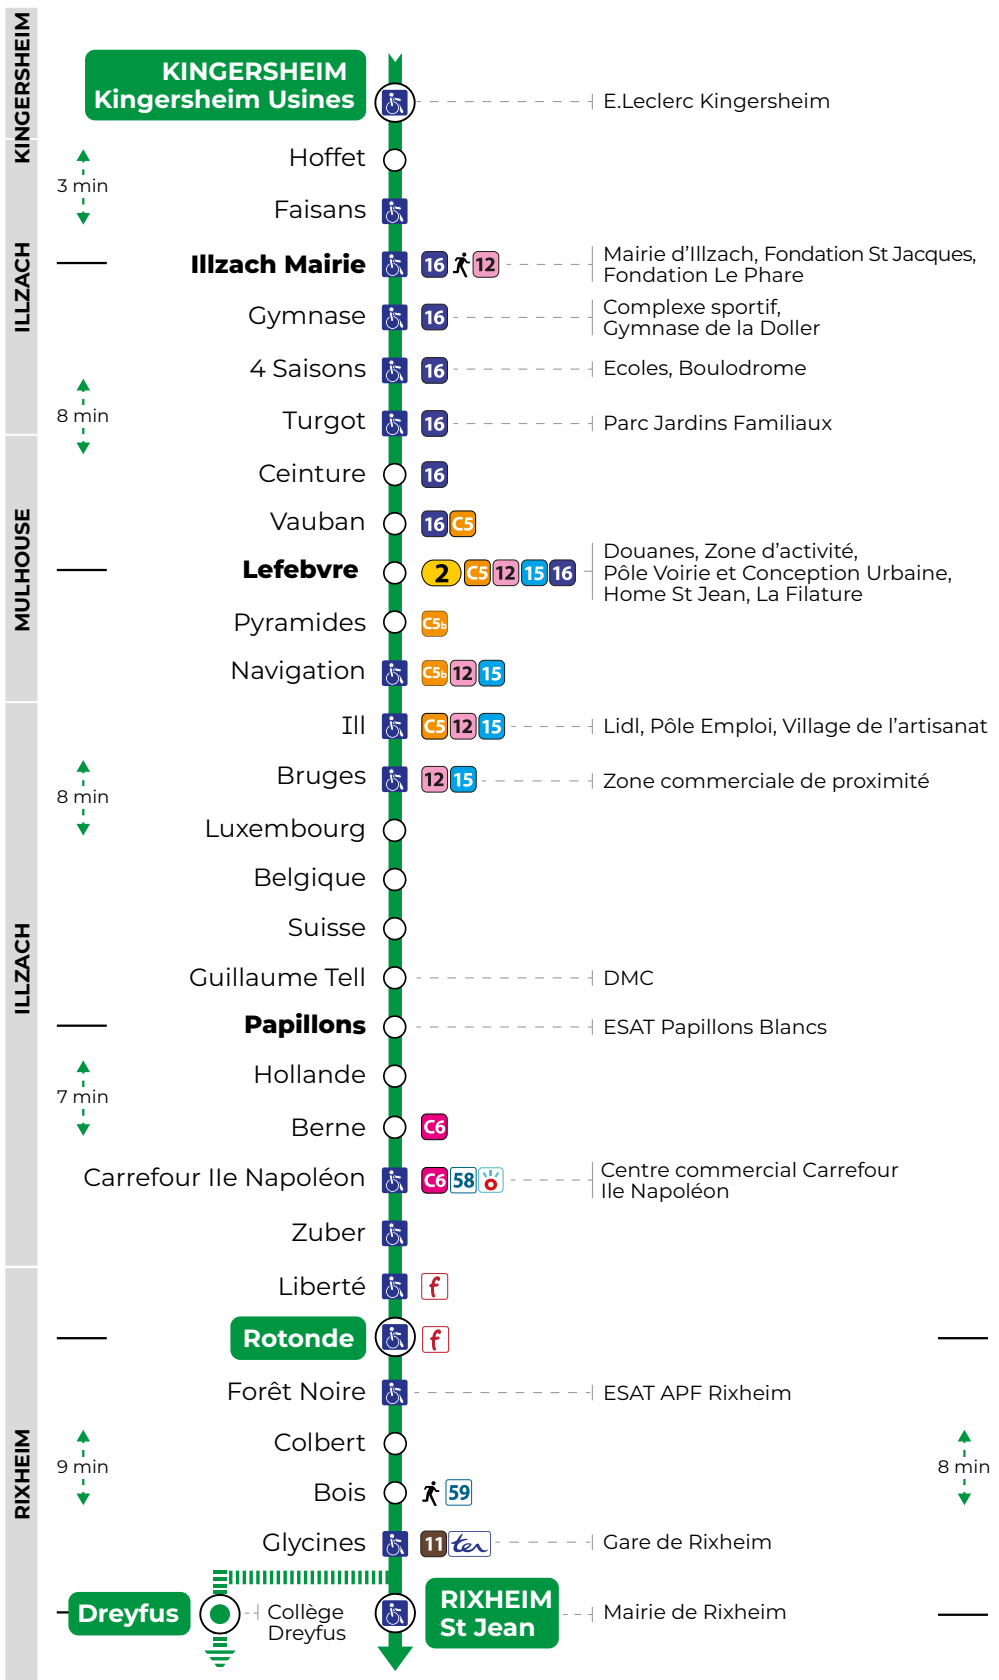 KINGERSHEIM
KINGERSHEIM
Kingersheim Usines
E.Leclerc Kingersheim
ILLZACH
Hoffet
3 min
Faisans
Illzach Mairie
16 12
Mairie d'Illzach, Fondation St Jacques,
Fondation Le Phare
Gymnase
16
Complexe sportif,
Gymnase de la Doller
4 Saisons
16
Ecoles, Boulodrome
8 min
Turgot
16
Parc Jardins Familiaux
MULHOUSE
Ceinture
16
Vauban
16 C5
Lefebvre
2 C5 12 15 16
Douanes, Zone d'activité,
Pôle Voirie et Conception Urbaine,
Home St Jean, La Filature
Pyramides
C5b
Navigation
C5b 12 15
ILLZACH
Ill
C5 12 15
Lidl, Pôle Emploi, Village de l'artisanat
Bruges
12 15
Zone commerciale de proximité
8 min
Luxembourg
Belgique
Suisse
Guillaume Tell
DMC
Papillons
ESAT Papillons Blancs
Hollande
7 min
Berne
C6
Carrefour Ile Napoléon
C6 58
Centre commercial Carrefour
Ile Napoléon
Zuber
RIXHEIM
Liberté
f
Rotonde
f
Forêt Noire
ESAT APF Rixheim
Colbert
9 min
8 min
Bois
59
Glycines
11 ter
Gare de Rixheim
Dreyfus
Collège
Dreyfus
RIXHEIM
St Jean
Mairie de Rixheim